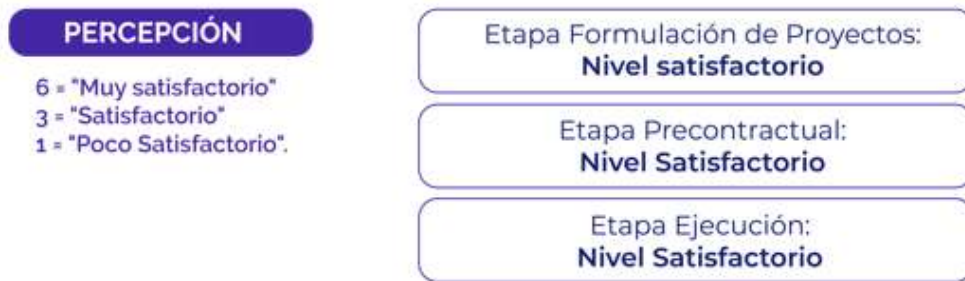 PERCEPCIÓN
6 = "Muy satisfactorio"
3 = "Satisfactorio"
1 = "Poco Satisfactorio".
Etapa Formulación de Proyectos:
Nivel satisfactorio
Etapa Precontractual:
Nivel Satisfactorio
Etapa Ejecución:
Nivel Satisfactorio